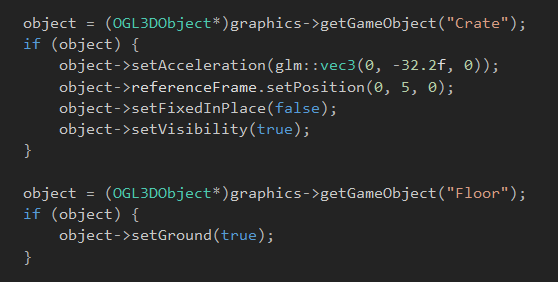 object = (OGL3DObject*)graphics->getGameObject("Crate");
if (object) {
    object->setAcceleration(glm::vec3(0, -32.2f, 0));
    object->referenceFrame.setPosition(0, 5, 0);
    object->setFixedInPlace(false);
    object->setVisibility(true);
}
object = (OGL3DObject*)graphics->getGameObject("Floor");
if (object) {
    object->setGround(true);
}